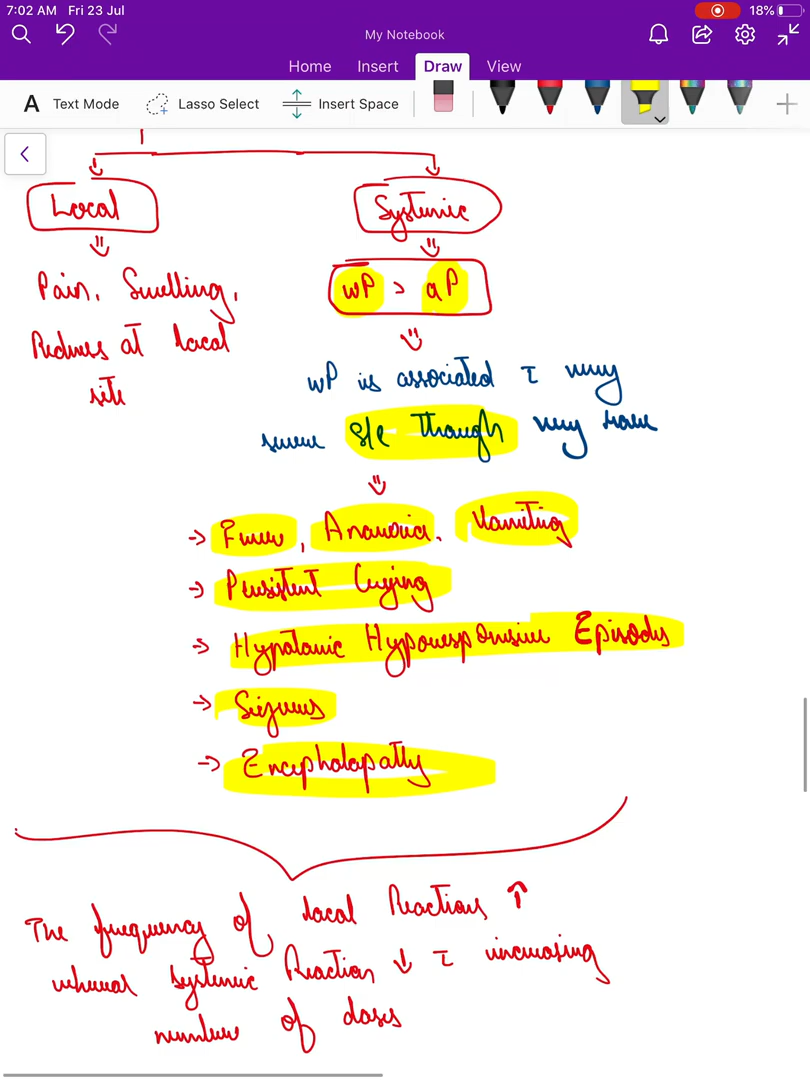 7:02 AM Fri 23 Jul
18%
My Notebook
Home Insert Draw View
A Text Mode Lasso Select Insert Space
Local
Systemic
Pain, Swelling,
Redness at local
site
wP > aP
wP is associated τ very
severe S/e Though very rare
→ Fever, Anorexia, Vomiting
→ Persistent Crying
→ Hypotonic Hyporesponsive Episodes
→ Seizures
→ Encephalopathy
The frequency of local Reactions ↑
whereas systemic Reaction ↓ τ increasing
number of doses